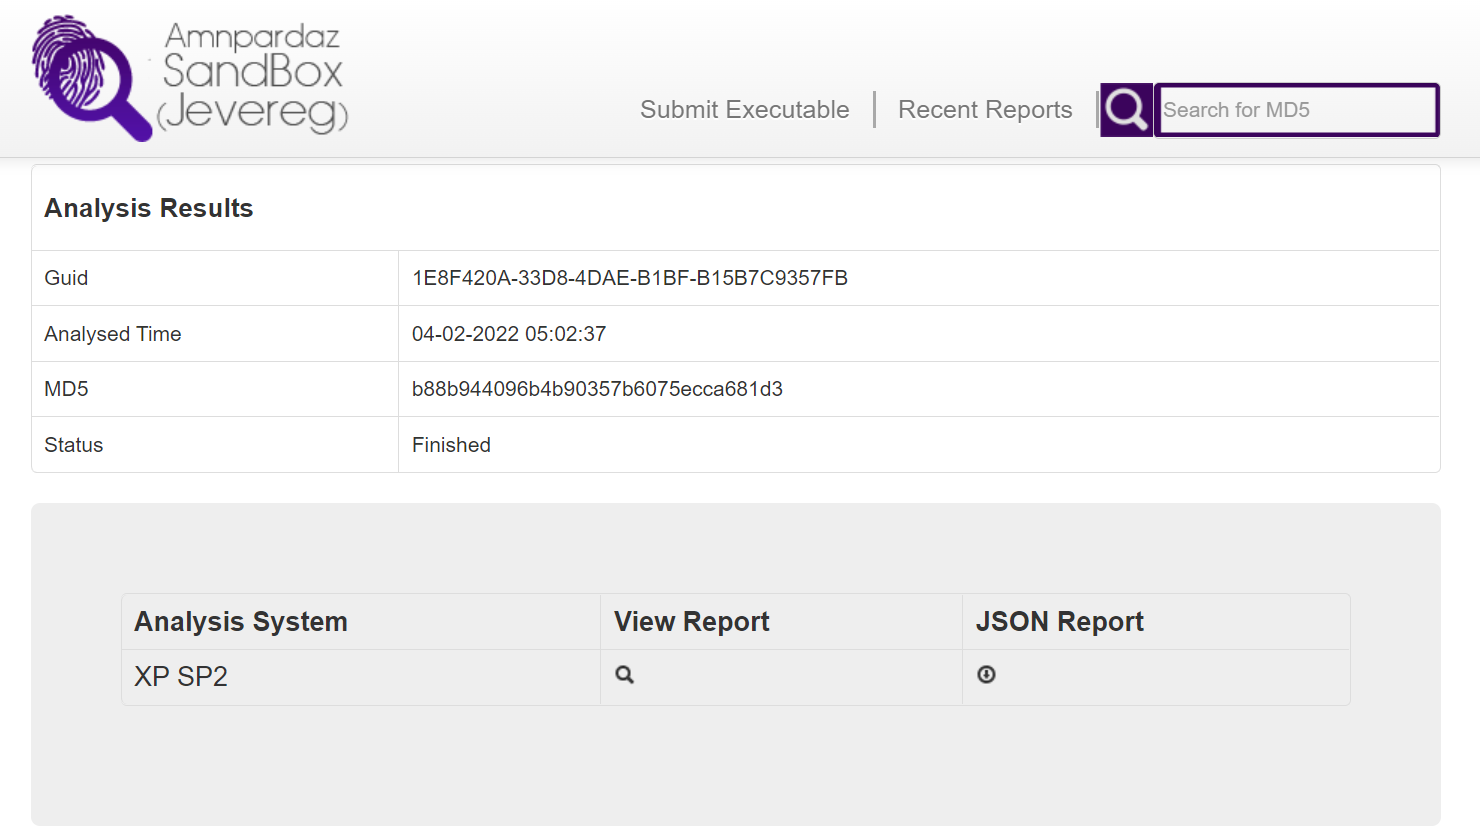 Amnpardaz
SandBox
(Jevereg)
Submit Executable
Recent Reports
Search for MD5
Analysis Results
Guid 1E8F420A-33D8-4DAE-B1BF-B15B7C9357FB
Analysed Time 04-02-2022 05:02:37
MD5 b88b944096b4b90357b6075ecca681d3
Status Finished
Analysis System View Report JSON Report
XP SP2